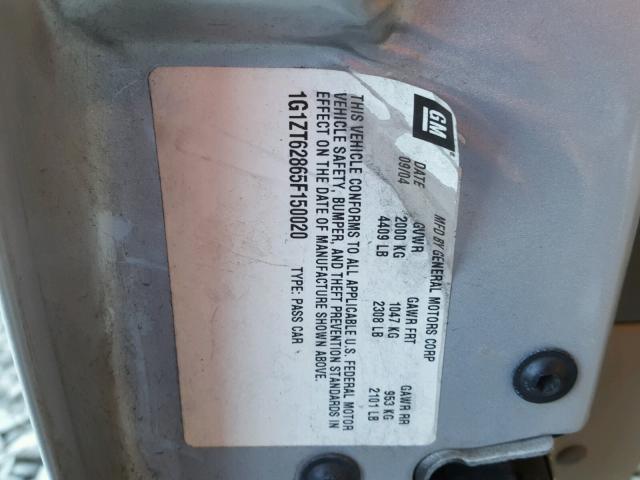 GM
MFD BY GENERAL MOTORS CORP
DATE GVWR GAWR FRT GAWR RR
09/04 2000 KG 1047 KG 953 KG
4409 LB 2308 LB 2101 LB
THIS VEHICLE CONFORMS TO ALL APPLICABLE U.S. FEDERAL MOTOR
VEHICLE SAFETY, BUMPER, AND THEFT PREVENTION STANDARDS IN
EFFECT ON THE DATE OF MANUFACTURE SHOWN ABOVE.
1G1ZT62865F150020 TYPE: PASS CAR